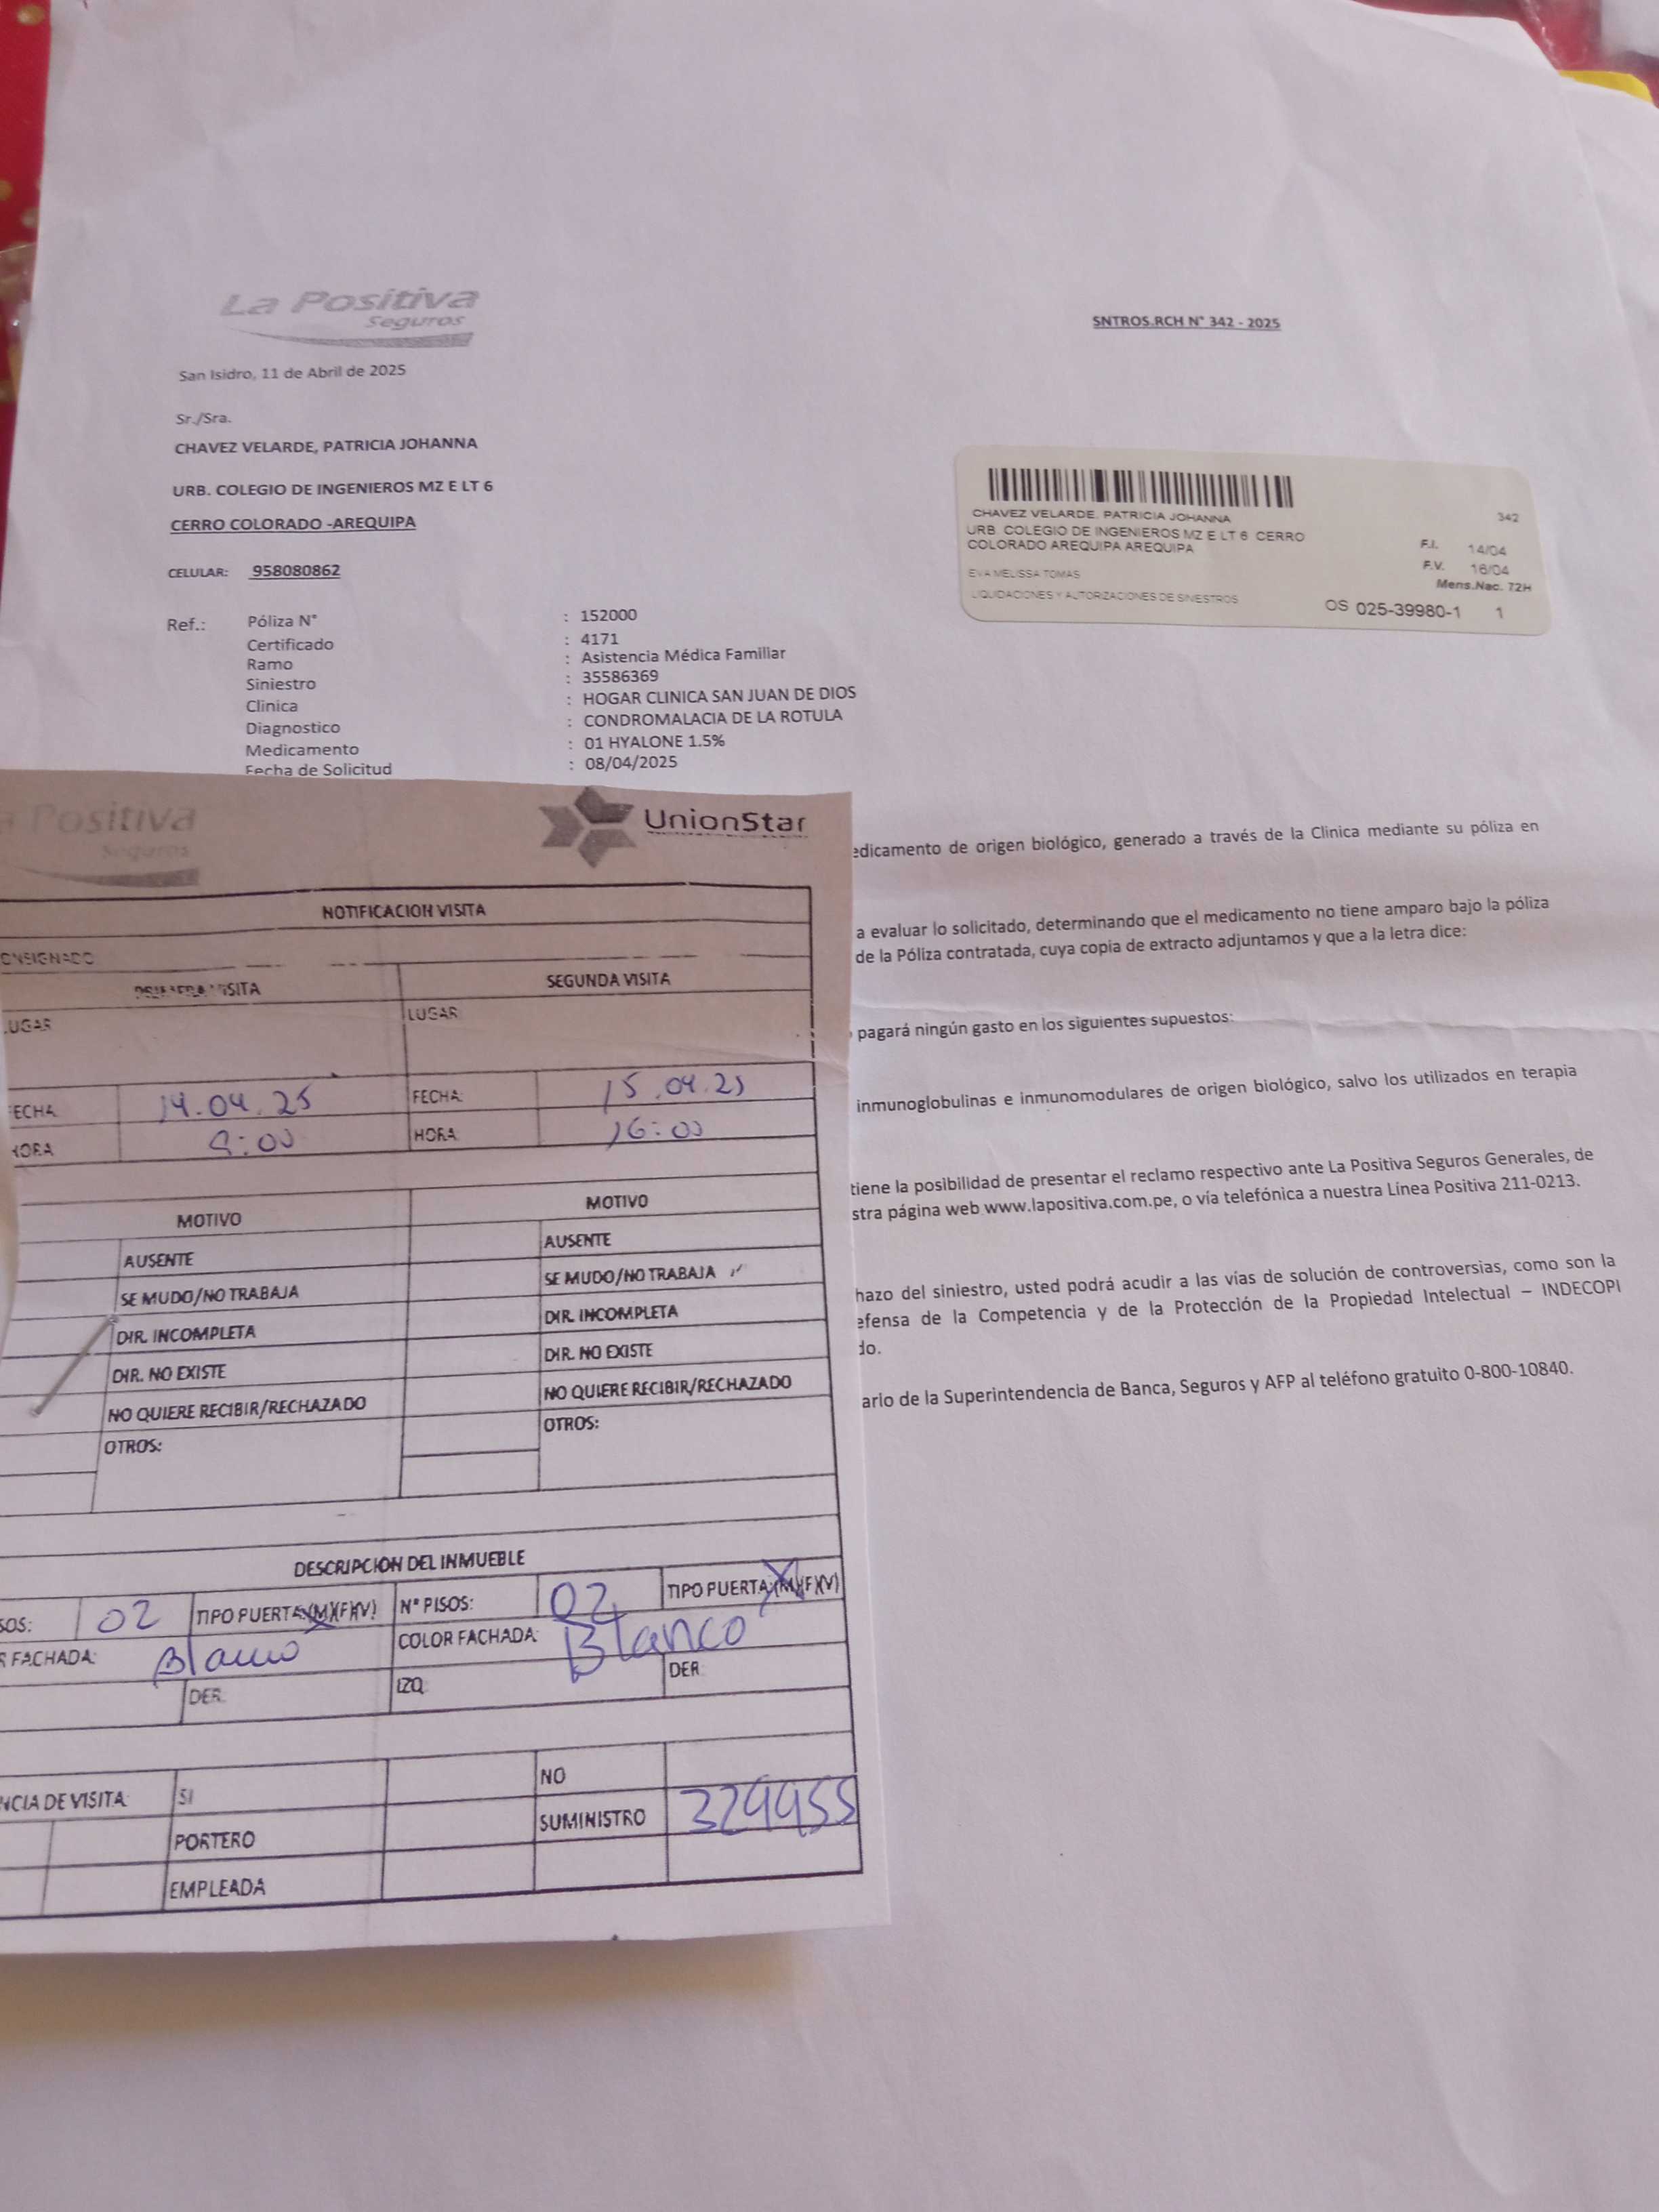 La Positiva
Seguros
SNTROS.RCH N° 342 - 2025
San Isidro, 11 de Abril de 2025
Sr./Sra.
CHAVEZ VELARDE, PATRICIA JOHANNA
URB. COLEGIO DE INGENIEROS MZ E LT 6
CERRO COLORADO -AREQUIPA
CELULAR: 958080862
CHAVEZ VELARDE, PATRICIA JOHANNA 342
URB COLEGIO DE INGENIEROS MZ E LT 6 CERRO
COLORADO AREQUIPA AREQUIPA
F.I. 14/04
F.V. 16/04
EVA MELISSA TOMAS
Mens.Nac. 72H
LIQUIDACIONES Y AUTORIZACIONES DE SINIESTROS
OS 025-39980-1 1
Ref.: Póliza N° : 152000
Certificado : 4171
Ramo : Asistencia Médica Familiar
Siniestro : 35586369
Clinica : HOGAR CLINICA SAN JUAN DE DIOS
Diagnostico : CONDROMALACIA DE LA ROTULA
Medicamento : 01 HYALONE 1.5%
Fecha de Solicitud : 08/04/2025
edicamento de origen biológico, generado a través de la Clinica mediante su póliza en
a evaluar lo solicitado, determinando que el medicamento no tiene amparo bajo la póliza
de la Póliza contratada, cuya copia de extracto adjuntamos y que a la letra dice:
pagará ningún gasto en los siguientes supuestos:
inmunoglobulinas e inmunomodulares de origen biológico, salvo los utilizados en terapia
tiene la posibilidad de presentar el reclamo respectivo ante La Positiva Seguros Generales, de
stra página web www.lapositiva.com.pe, o vía telefónica a nuestra Línea Positiva 211-0213.
hazo del siniestro, usted podrá acudir a las vías de solución de controversias, como son la
efensa de la Competencia y de la Protección de la Propiedad Intelectual – INDECOPI
do.
ario de la Superintendencia de Banca, Seguros y AFP al teléfono gratuito 0-800-10840.
a Positiva
Seguros
UnionStar
NOTIFICACION VISITA
ONSIGNADO
PRIMERA VISITA SEGUNDA VISITA
LUGAR LUGAR
FECHA 14.04.25 FECHA: 15.04.25
HORA 9:00 HORA: 16:00
MOTIVO MOTIVO
AUSENTE AUSENTE
SE MUDO/NO TRABAJA SE MUDO/NO TRABAJA
DIR. INCOMPLETA DIR. INCOMPLETA
DIR. NO EXISTE DIR. NO EXISTE
NO QUIERE RECIBIR/RECHAZADO NO QUIERE RECIBIR/RECHAZADO
OTROS: OTROS:
DESCRIPCION DEL INMUEBLE
SOS: 02 TIPO PUERTA:(M)(F)(V) N° PISOS: 02 TIPO PUERTA:(M)(F)(V)
R FACHADA: Blanco COLOR FACHADA: Blanco
DER. IZQ. DER.
NCIA DE VISITA: SI NO
PORTERO SUMINISTRO 329955
EMPLEADA